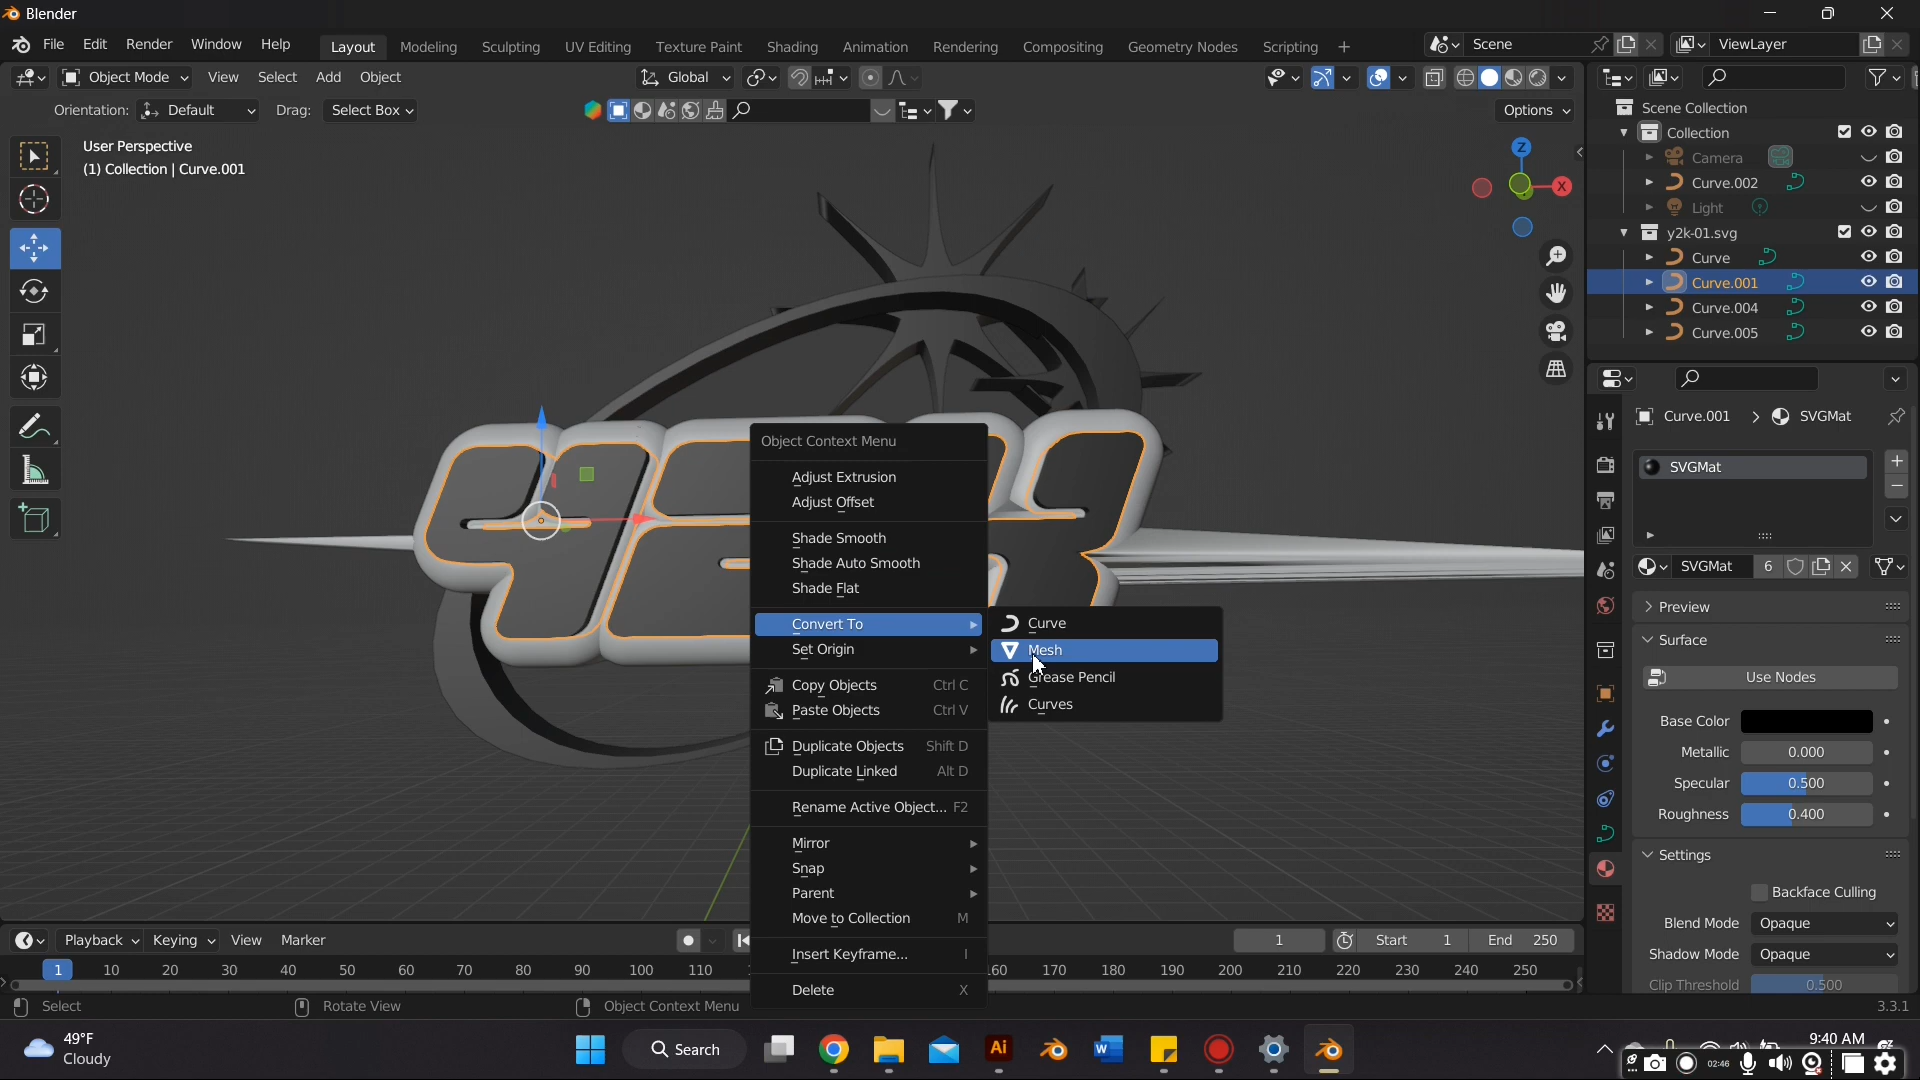 Blender
File Edit Render Window Help Layout Modeling Sculpting UV Editing Texture Paint Shading Animation Rendering Compositing Geometry Nodes Scripting + Scene ViewLayer
Object Mode View Select Add Object Global
Orientation: Default Drag: Select Box Options
User Perspective
(1) Collection | Curve.001
Z
X
Scene Collection
Collection
Camera
Curve.002
Light
y2k-01.svg
Curve
Curve.001
Curve.004
Curve.005
Curve.001 > SVGMat
SVGMat
SVGMat 6
Preview
Surface
Use Nodes
Base Color
Metallic 0.000
Specular 0.500
Roughness 0.400
Settings
Backface Culling
Blend Mode Opaque
Shadow Mode Opaque
Clip Threshold 0.500
Object Context Menu
Adjust Extrusion
Adjust Offset
Shade Smooth
Shade Auto Smooth
Shade Flat
Convert To
Set Origin
Copy Objects Ctrl C
Paste Objects Ctrl V
Duplicate Objects Shift D
Duplicate Linked Alt D
Rename Active Object... F2
Mirror
Snap
Parent
Move to Collection M
Insert Keyframe... I
Delete X
Curve
Mesh
Grease Pencil
Curves
Playback Keying View Marker 1 Start 1 End 250
1 10 20 30 40 50 60 70 80 90 100 110 160 170 180 190 200 210 220 230 240 250
Select Rotate View Object Context Menu 3.3.1
49°F
Cloudy
Search
Ai
W
9:40 AM
02:46